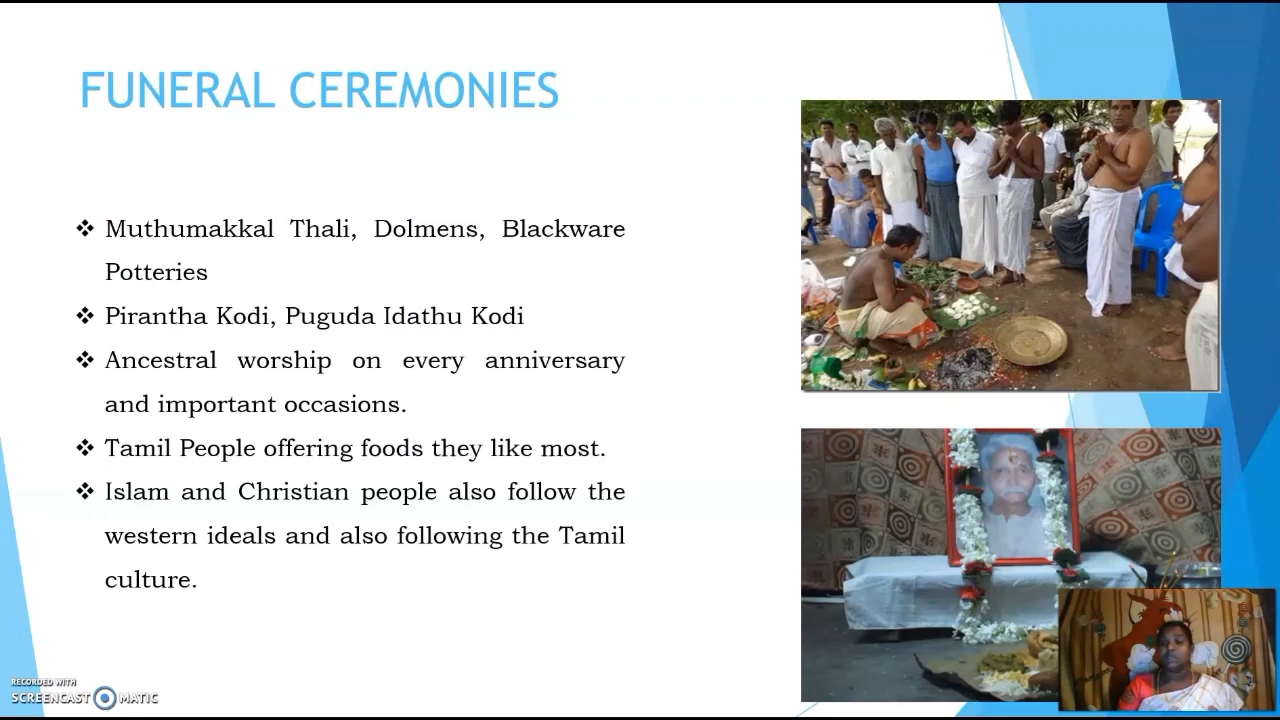 FUNERAL CEREMONIES
❖ Muthumakkal Thali, Dolmens, Blackware
Potteries
❖ Pirantha Kodi, Puguda Idathu Kodi
❖ Ancestral worship on every anniversary
and important occasions.
❖ Tamil People offering foods they like most.
❖ Islam and Christian people also follow the
western ideals and also following the Tamil
culture.
RECORDED WITH
SCREENCAST MATIC